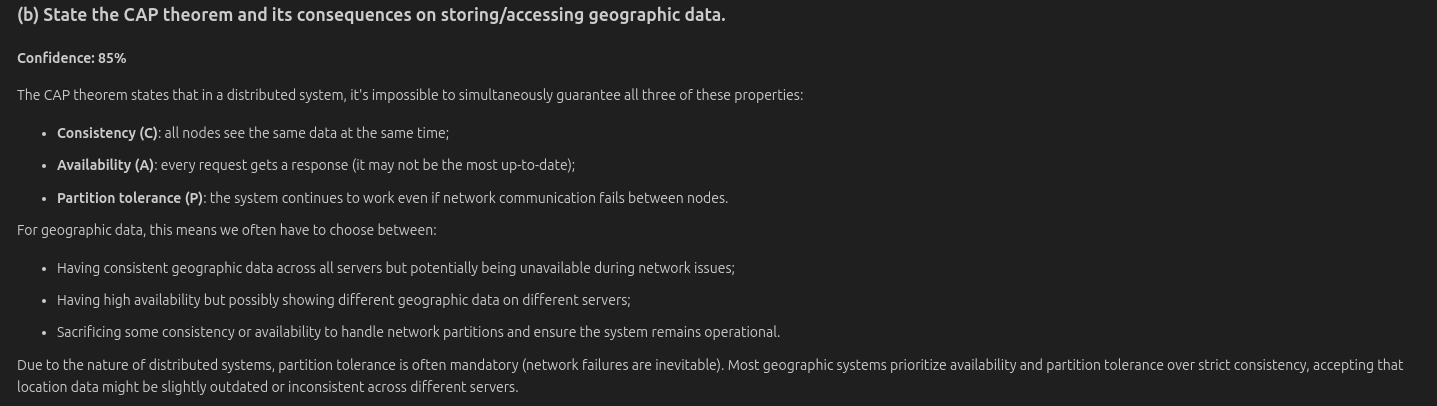 (b) State the CAP theorem and its consequences on storing/accessing geographic data.
Confidence: 85%
The CAP theorem states that in a distributed system, it's impossible to simultaneously guarantee all three of these properties:
• Consistency (C): all nodes see the same data at the same time;
• Availability (A): every request gets a response (it may not be the most up-to-date);
• Partition tolerance (P): the system continues to work even if network communication fails between nodes.
For geographic data, this means we often have to choose between:
• Having consistent geographic data across all servers but potentially being unavailable during network issues;
• Having high availability but possibly showing different geographic data on different servers;
• Sacrificing some consistency or availability to handle network partitions and ensure the system remains operational.
Due to the nature of distributed systems, partition tolerance is often mandatory (network failures are inevitable). Most geographic systems prioritize availability and partition tolerance over strict consistency, accepting that
location data might be slightly outdated or inconsistent across different servers.